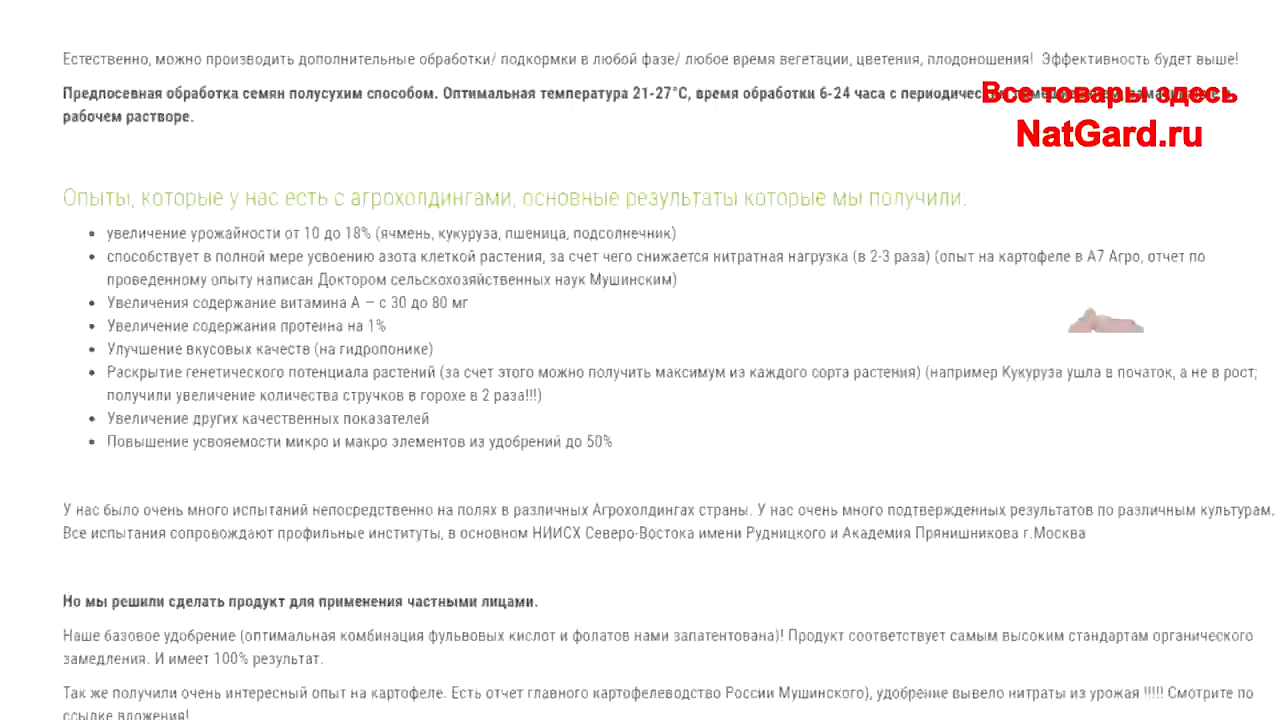 Естественно, можно производить дополнительные обработки/ подкормки в любой фазе/ любое время вегетации, цветения, плодоношения! Эффективность будет выше!
Предпосевная обработка семян полусухим способом. Оптимальная температура 21-27°С, время обработки 6-24 часа с
Все товары здесь
рабочем растворе.
NatGard.ru
Опыты, которые у нас есть с агрохолдингами, основные результаты которые мы получили:
• увеличение урожайности от 10 до 18% (ячмень, кукуруза, пшеница, подсолнечник)
• способствует в полной мере усвоению азота клеткой растения, за счет чего снижается нитратная нагрузка (в 2-3 раза) (опыт на картофеле в А7 Агро, отчет по
проведенному опыту написан Доктором сельскохозяйственных наук Мушинским)
• Увеличения содержание витамина А — с 30 до 80 мг
• Увеличение содержания протеина на 1%
• Улучшение вкусовых качеств (на гидропонике)
• Раскрытие генетического потенциала растений (за счет этого можно получить максимум из каждого сорта растения) (например Кукуруза ушла в початок, а не в рост;
получили увеличение количества стручков в горохе в 2 раза!!!)
• Увеличение других качественных показателей
• Повышение усвояемости микро и макро элементов из удобрений до 50%
У нас было очень много испытаний непосредственно на полях в различных Агрохолдингах страны. У нас очень много подтвержденных результатов по различным культурам.
Все испытания сопровождают профильные институты, в основном НИИСХ Северо-Востока имени Рудницкого и Академия Прянишникова г.Москва
Но мы решили сделать продукт для применения частными лицами.
Наше базовое удобрение (оптимальная комбинация фульвовых кислот и фолатов нами запатентована)! Продукт соответствует самым высоким стандартам органического
замедления. И имеет 100% результат.
Так же получили очень интересный опыт на картофеле. Есть отчет главного картофелеводство России Мушинского), удобрение вывело нитраты из урожая !!!!! Смотрите по
ссылке вложения!